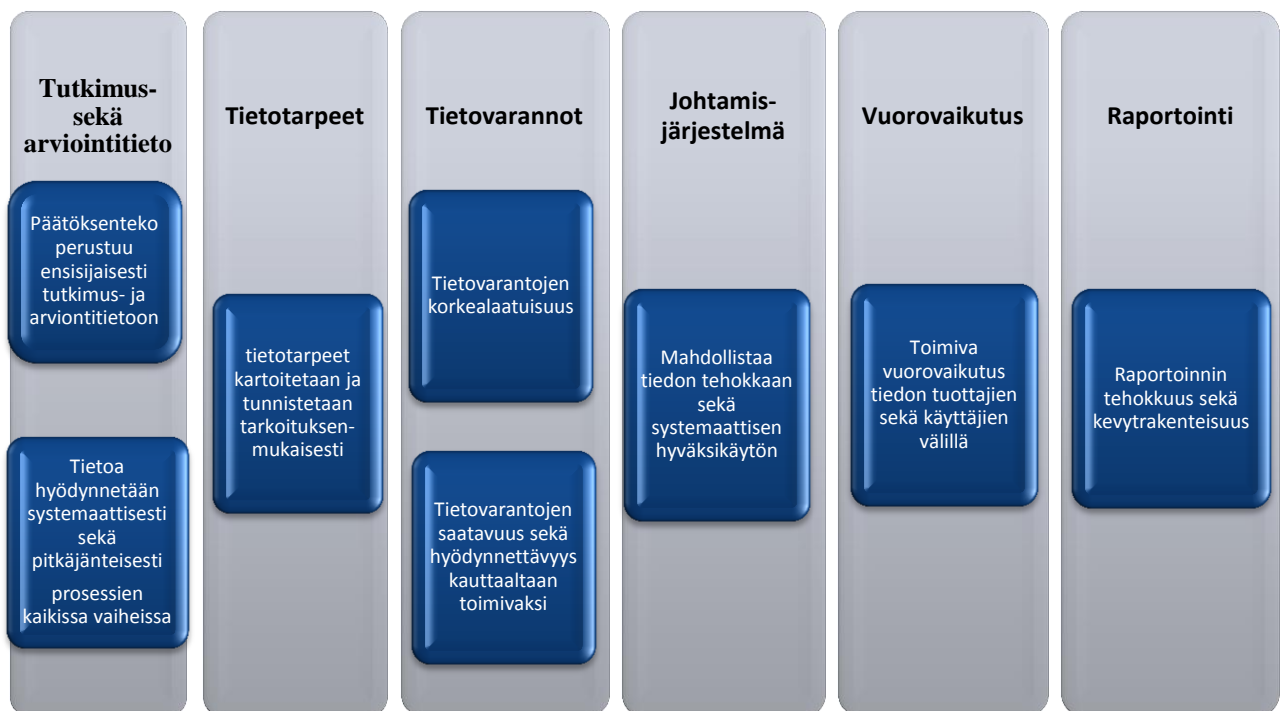 Tutkimus-
sekä
arviointitieto
Päätöksenteko
perustuu
ensisijaisesti
tutkimus- ja
arviontitietoon
Tietoa
hyödynnetään
systemaattisesti
sekä
pitkäjänteisesti
prosessien
kaikissa vaiheissa
Tietotarpeet
tietotarpeet
kartoitetaan ja
tunnistetaan
tarkoituksen-
mukaisesti
Tietovarannot
Tietovarantojen
korkealaatuisuus
Tietovarantojen
saatavuus sekä
hyödynnettävyys
kauttaaltaan
toimivaksi
Johtamis-
järjestelmä
Mahdollistaa
tiedon tehokkaan
sekä
systemaattisen
hyväksikäytön
Vuorovaikutus
Toimiva
vuorovaikutus
tiedon tuottajien
sekä käyttäjien
välillä
Raportointi
Raportoinnin
tehokkuus sekä
kevytrakenteisuus